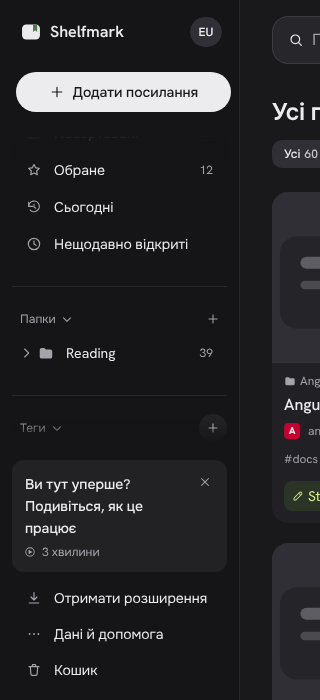 Shelfmark
EU
Додати посилання
Обране 12
Сьогодні
Нещодавно відкриті
Папки
Reading 39
Теги
Ви тут уперше?
Подивіться, як це
працює
3 хвилини
Отримати розширення
Дані й допомога
Кошик
Усі
Усі 60
Ang
Angu
A
#docs
St